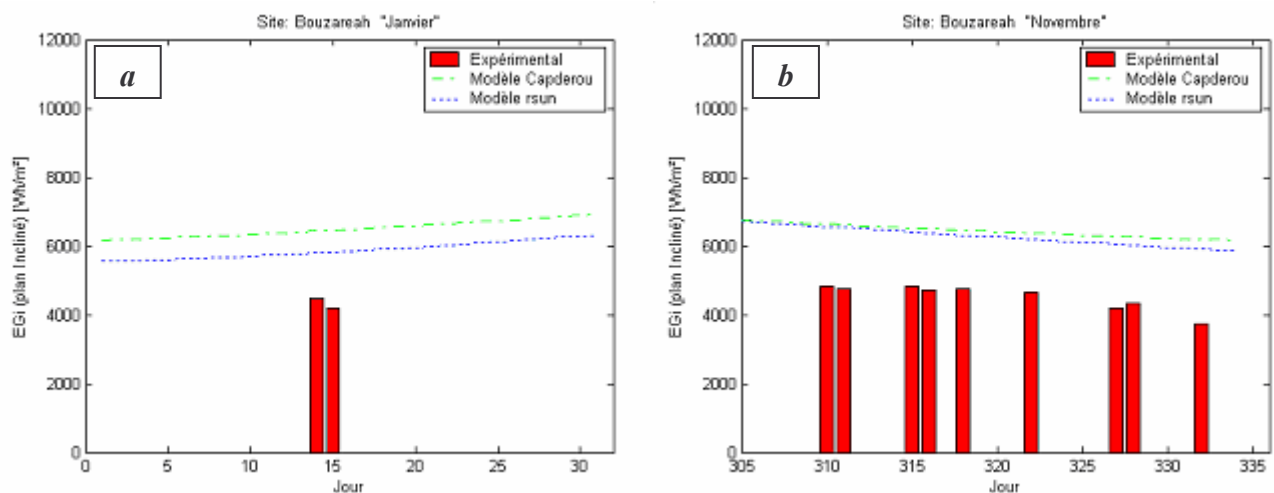 Site: Bouzareah "Janvier"
a
Expérimental
Modèle Capderou
Modèle rsun
12000
10000
8000
6000
4000
2000
0
EGi (plan Incliné) [Wh/m²]
0 5 10 15 20 25 30
Jour
Site: Bouzareah "Novembre"
b
Expérimental
Modèle Capderou
Modèle rsun
12000
10000
8000
6000
4000
2000
0
EGi (plan Incliné) [Wh/m²]
305 310 315 320 325 330 335
Jour